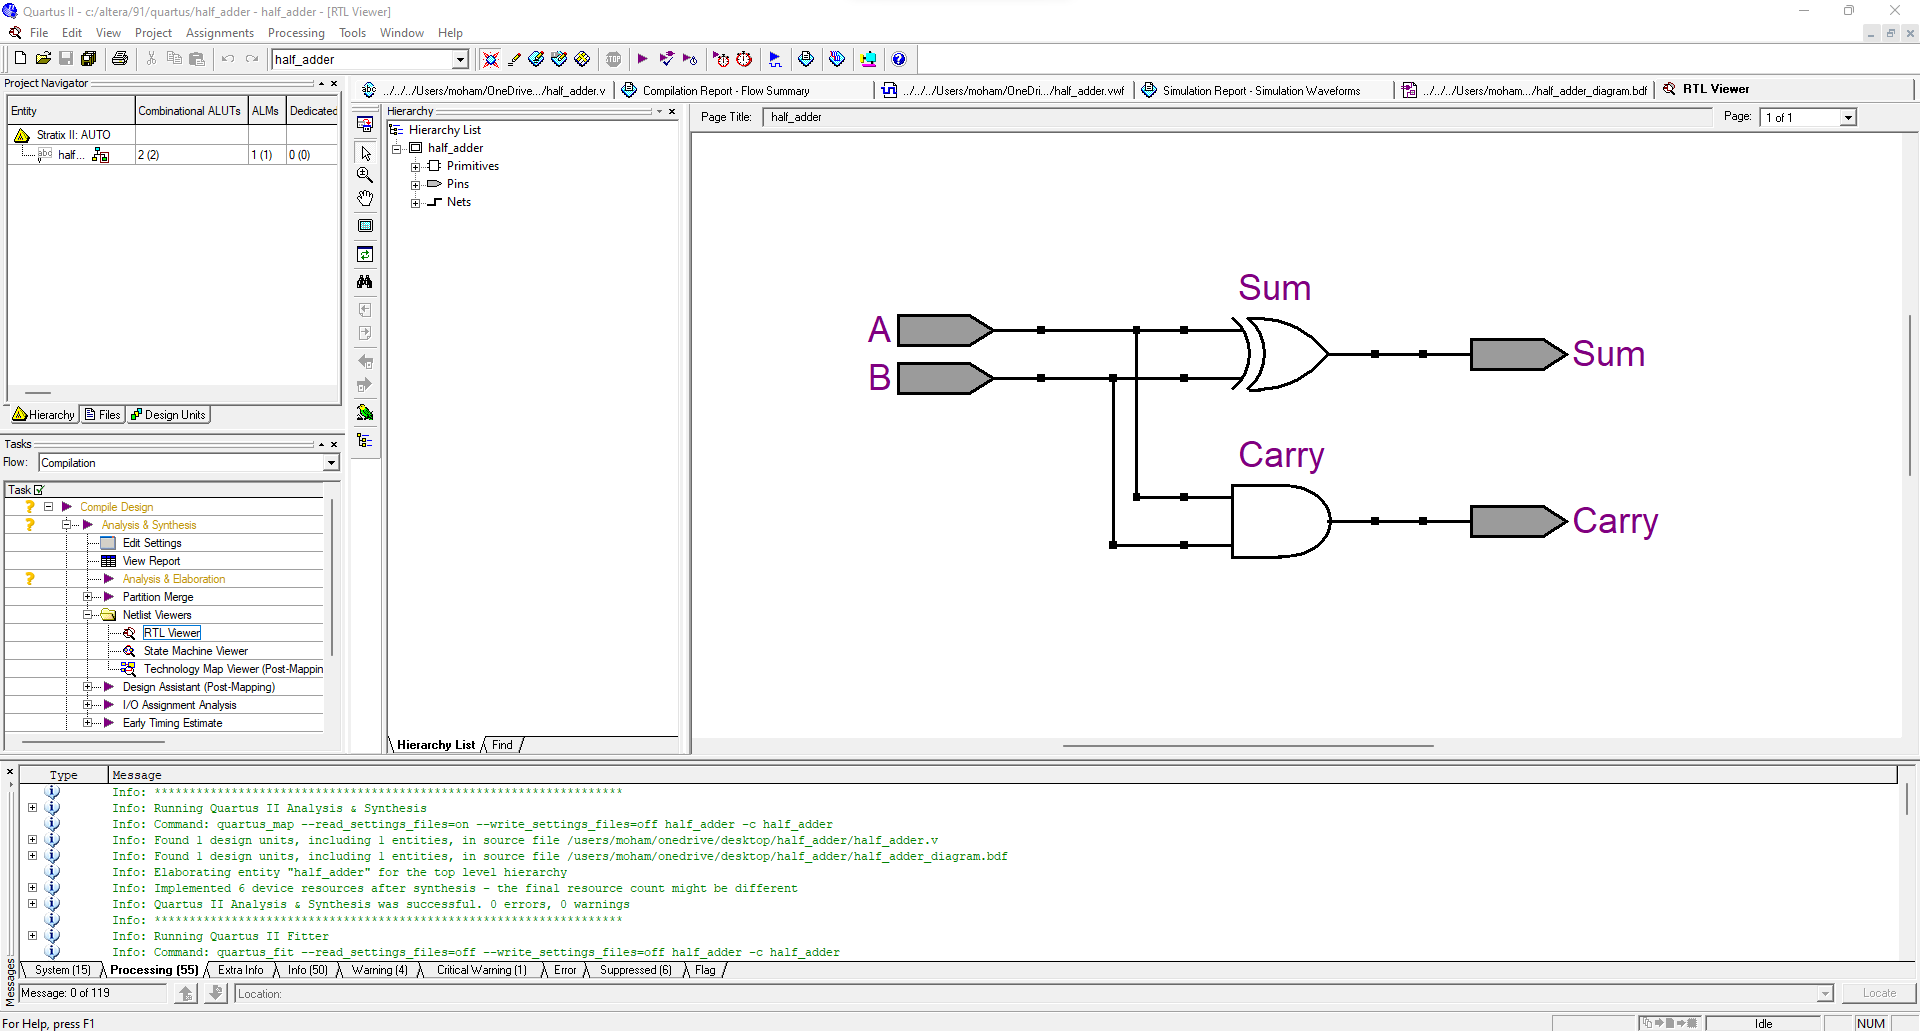 Quartus II - c:/altera/91/quartus/half_adder - half_adder - [RTL Viewer]
File Edit View Project Assignments Processing Tools Window Help
half_adder
STOP
Project Navigator
Entity Combinational ALUTs ALMs Dedicated
Stratix II: AUTO
abc half... 2 (2) 1 (1) 0 (0)
Hierarchy Files Design Units
Tasks
Flow: Compilation
Task
Compile Design
Analysis & Synthesis
Edit Settings
View Report
Analysis & Elaboration
Partition Merge
Netlist Viewers
RTL Viewer
State Machine Viewer
Technology Map Viewer (Post-Mappin
Design Assistant (Post-Mapping)
I/O Assignment Analysis
Early Timing Estimate
abc ../../../Users/moham/OneDrive.../half_adder.v Compilation Report - Flow Summary ../../../Users/moham/OneDri.../half_adder.vwf Simulation Report - Simulation Waveforms ../../../Users/moham.../half_adder_diagram.bdf RTL Viewer
Hierarchy
Hierarchy List
half_adder
Primitives
Pins
Nets
Hierarchy List Find
Page Title: half_adder Page: 1 of 1
Sum
A
B
Sum
Carry
Carry
Type Message
Info: ********************************************************************
Info: Running Quartus II Analysis & Synthesis
Info: Command: quartus_map --read_settings_files=on --write_settings_files=off half_adder -c half_adder
Info: Found 1 design units, including 1 entities, in source file /users/moham/onedrive/desktop/half_adder/half_adder.v
Info: Found 1 design units, including 1 entities, in source file /users/moham/onedrive/desktop/half_adder/half_adder_diagram.bdf
Info: Elaborating entity "half_adder" for the top level hierarchy
Info: Implemented 6 device resources after synthesis - the final resource count might be different
Info: Quartus II Analysis & Synthesis was successful. 0 errors, 0 warnings
Info: ********************************************************************
Info: Running Quartus II Fitter
Info: Command: quartus_fit --read_settings_files=off --write_settings_files=off half_adder -c half_adder
System (15) Processing (55) Extra Info Info (50) Warning (4) Critical Warning (1) Error Suppressed (6) Flag
Messages
Message: 0 of 119 Location: Locate
For Help, press F1 Idle NUM